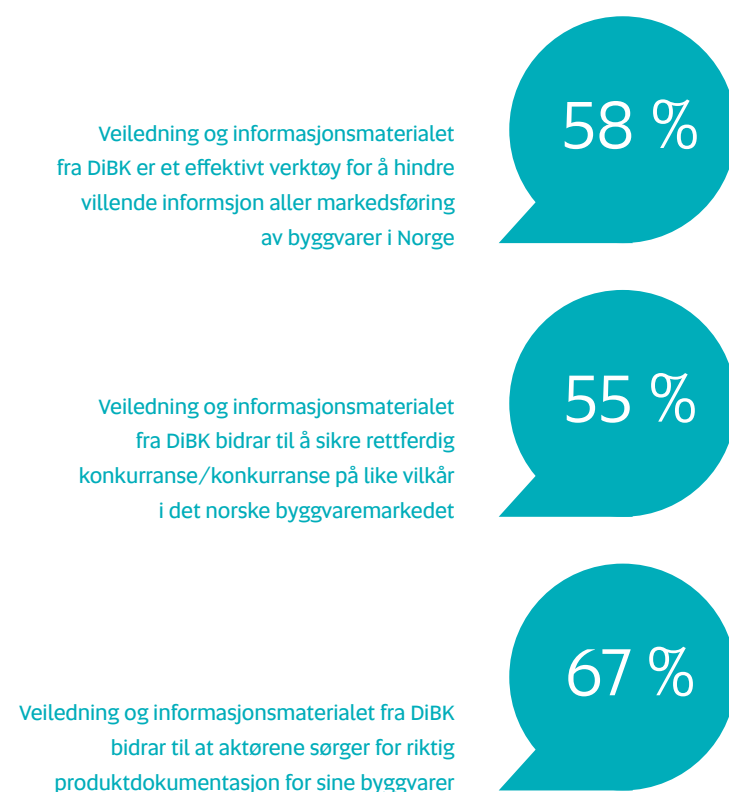 Veiledning og informasjonsmaterialet
fra DiBK er et effektivt verktøy for å hindre
villende informsjon aller markedsføring
av byggvarer i Norge
58 %
Veiledning og informasjonsmaterialet
fra DiBK bidrar til å sikre rettferdig
konkurranse/konkurranse på like vilkår
i det norske byggvaremarkedet
55 %
Veiledning og informasjonsmaterialet fra DiBK
bidrar til at aktørene sørger for riktig
produktdokumentasjon for sine byggvarer
67 %